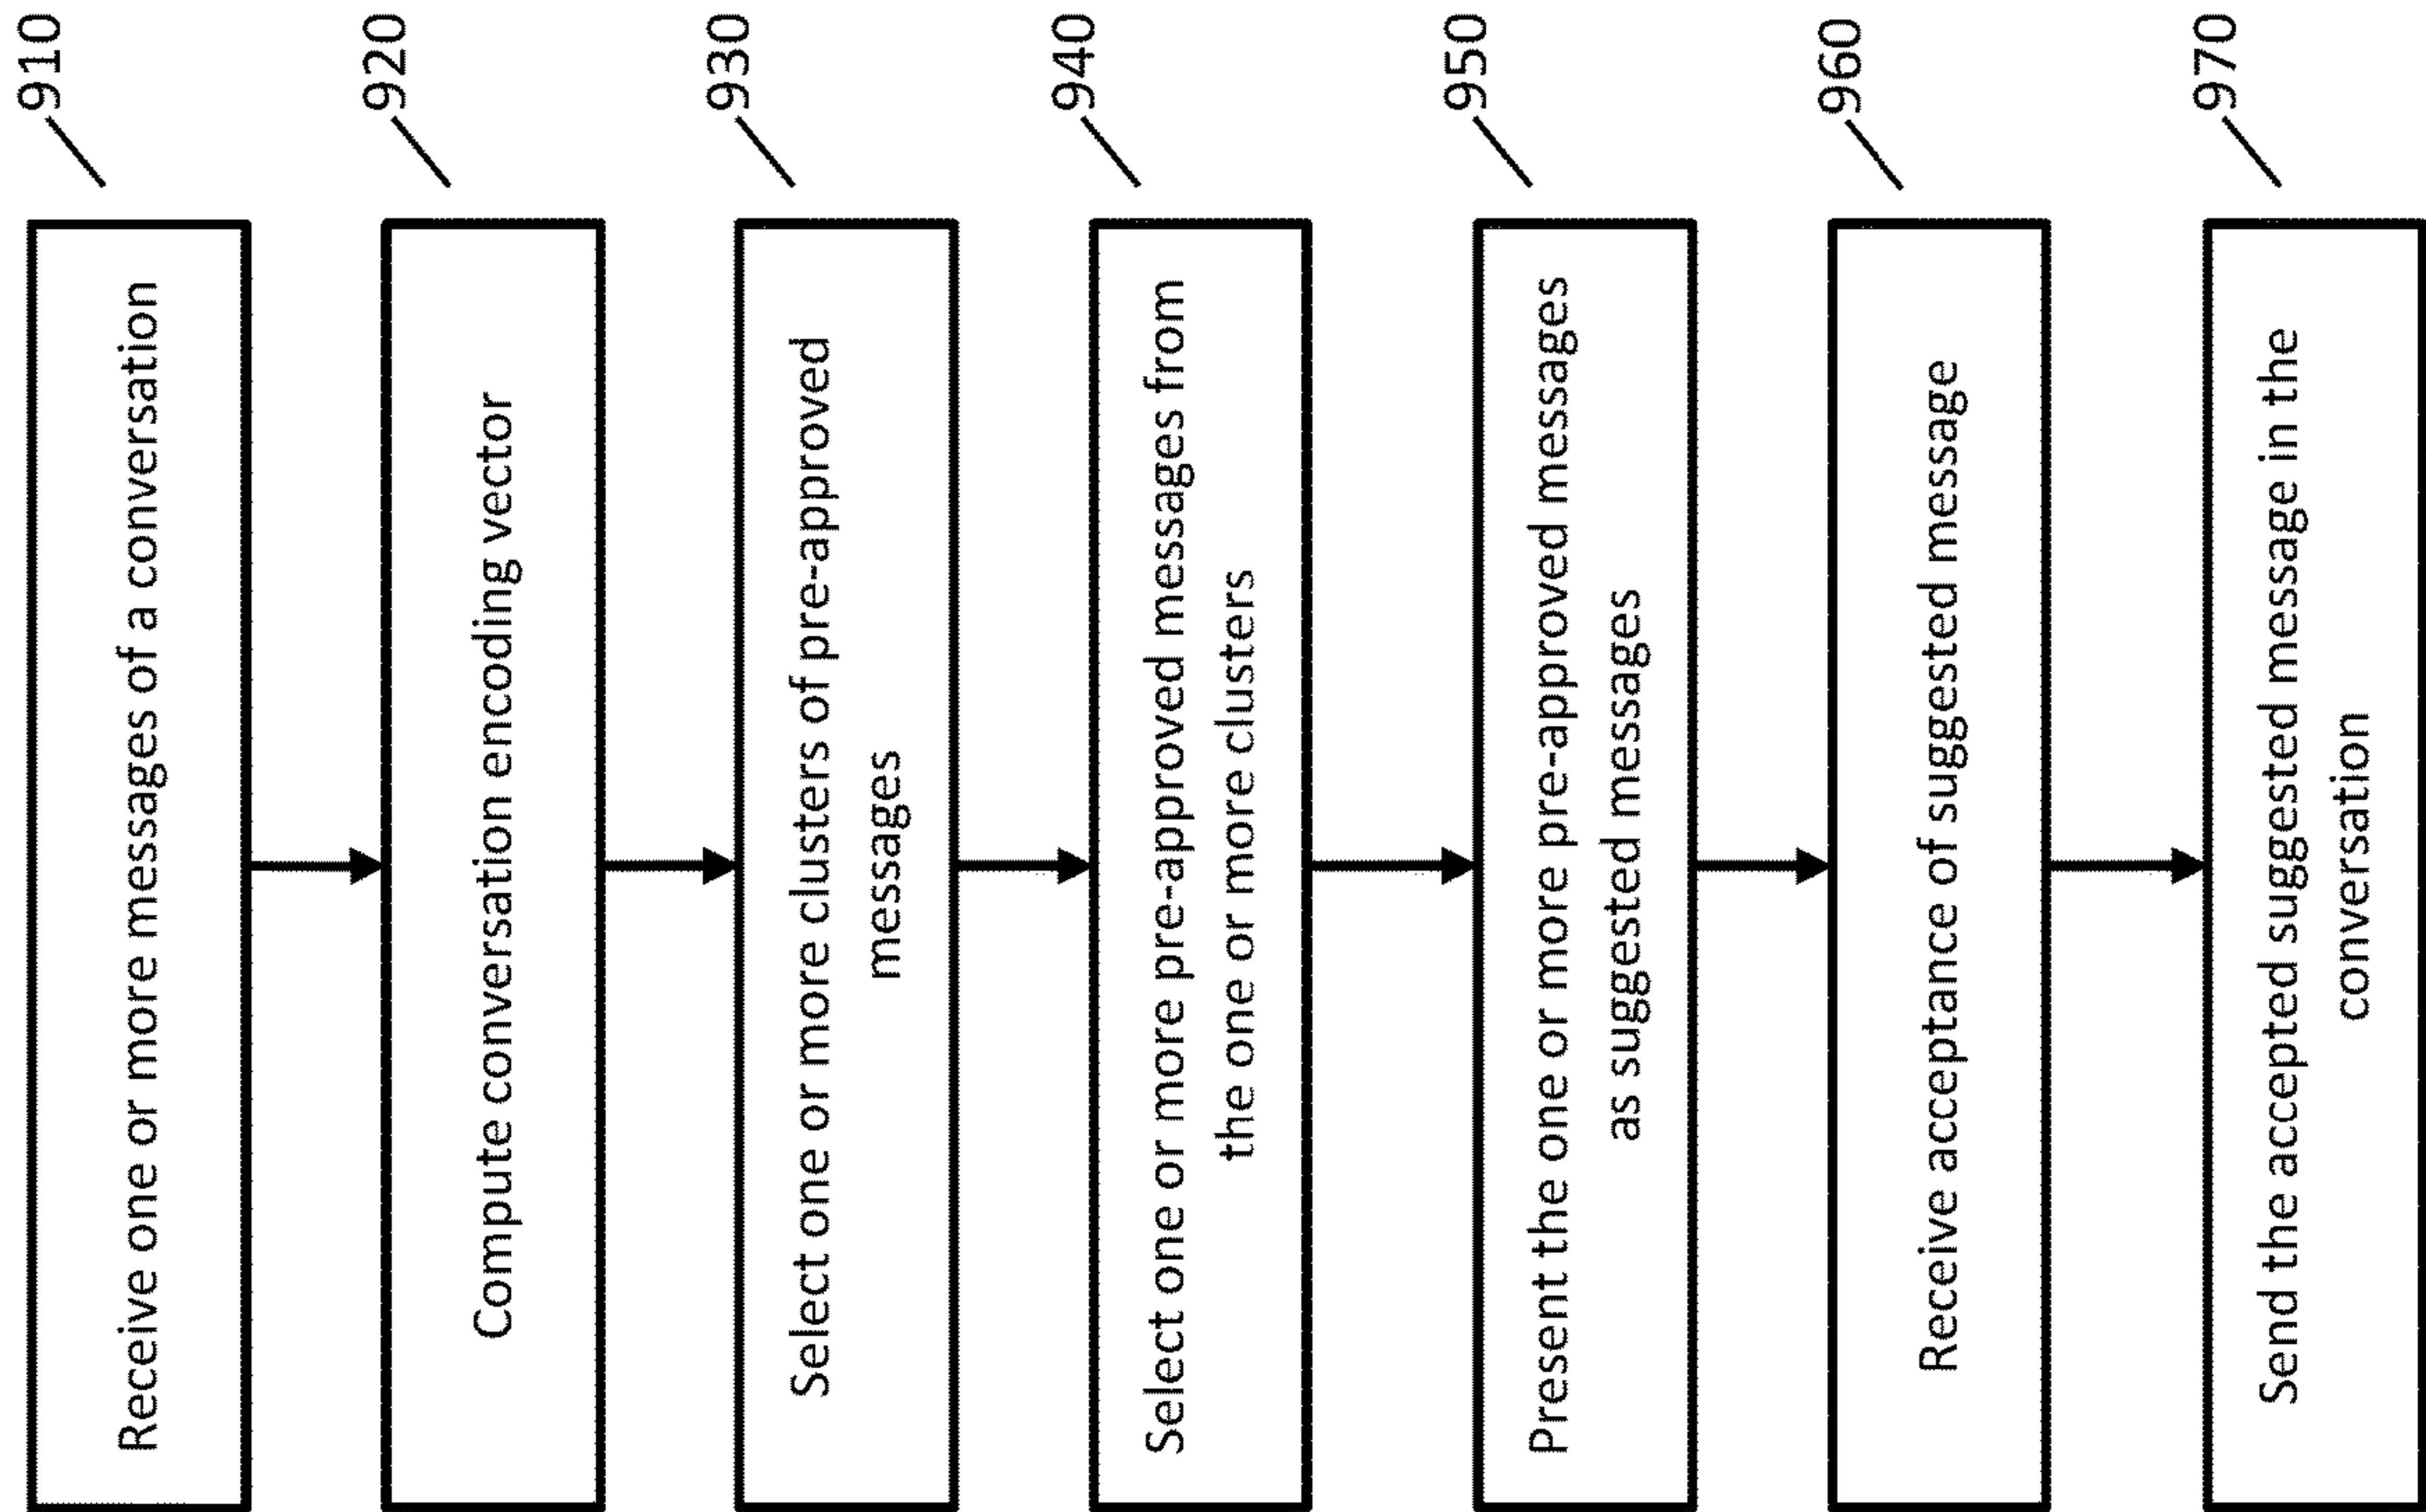 Receive one or more messages of a conversation
910
Compute conversation encoding vector
920
Select one or more clusters of pre-approved
messages
930
Select one or more pre-approved messages from
the one or more clusters
940
Present the one or more pre-approved messages
as suggested messages
950
Receive acceptance of suggested message
960
Send the accepted suggested message in the
conversation
970